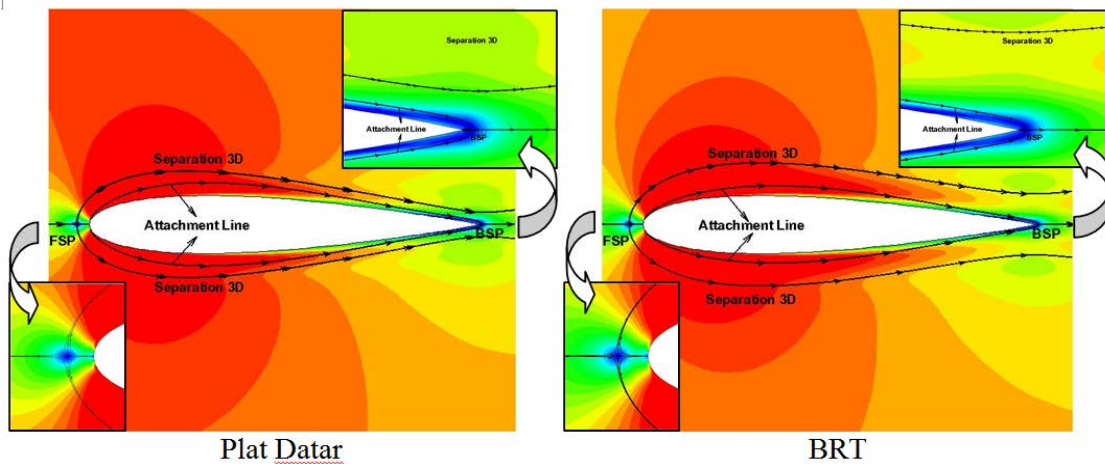 Separation 3D
Attachment Line
BSP
Separation 3D
Attachment Line
FSP
BSP
Separation 3D
Plat Datar
Separation 3D
Attachment Line
BSP
Separation 3D
Attachment Line
FSP
BSP
Separation 3D
BRT